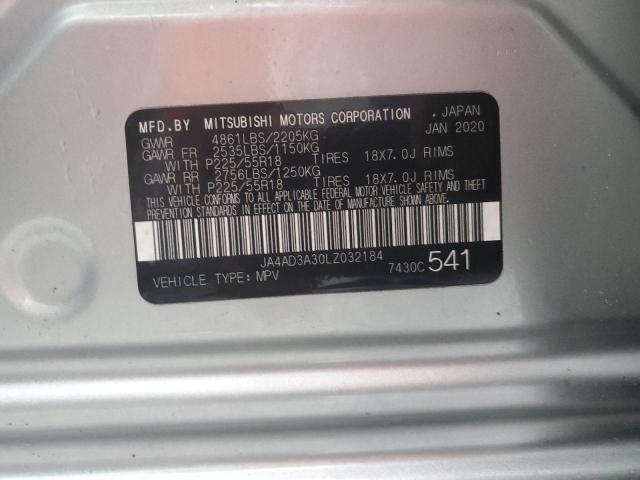 MFD.BY MITSUBISHI MOTORS CORPORATION , JAPAN
GVWR 4861LBS/2205KG JAN 2020
GAWR FR 2535LBS/1150KG
WITH P225/55R18 TIRES 18X7.0J RIMS
GAWR RR 2756LBS/1250KG
WITH P225/55R18 TIRES 18X7.0J RIMS
THIS VEHICLE CONFORMS TO ALL APPLICABLE FEDERAL MOTOR VEHICLE SAFETY AND THEFT
PREVENTION STANDARDS IN EFFECT ON THE DATE OF MANUFACTURE SHOWN ABOVE.
JA4AD3A30LZ032184
VEHICLE TYPE: MPV 7430C 541